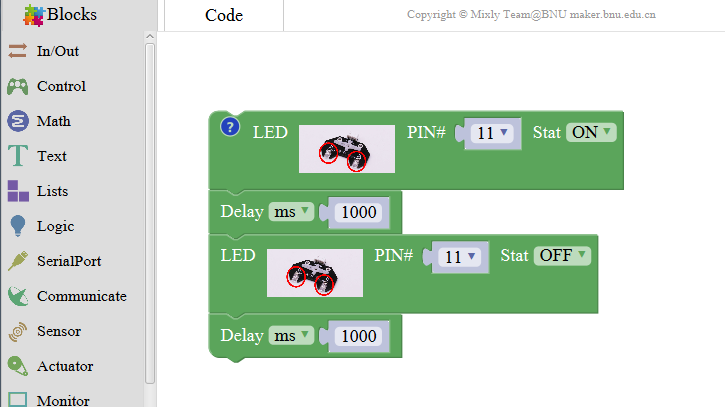 Blocks
Code
Copyright © Mixly Team@BNU maker.bnu.edu.cn
In/Out
Control
Math
Text
Lists
Logic
SerialPort
Communicate
Sensor
Actuator
Monitor
? LED PIN# 11 Stat ON
Delay ms 1000
LED PIN# 11 Stat OFF
Delay ms 1000